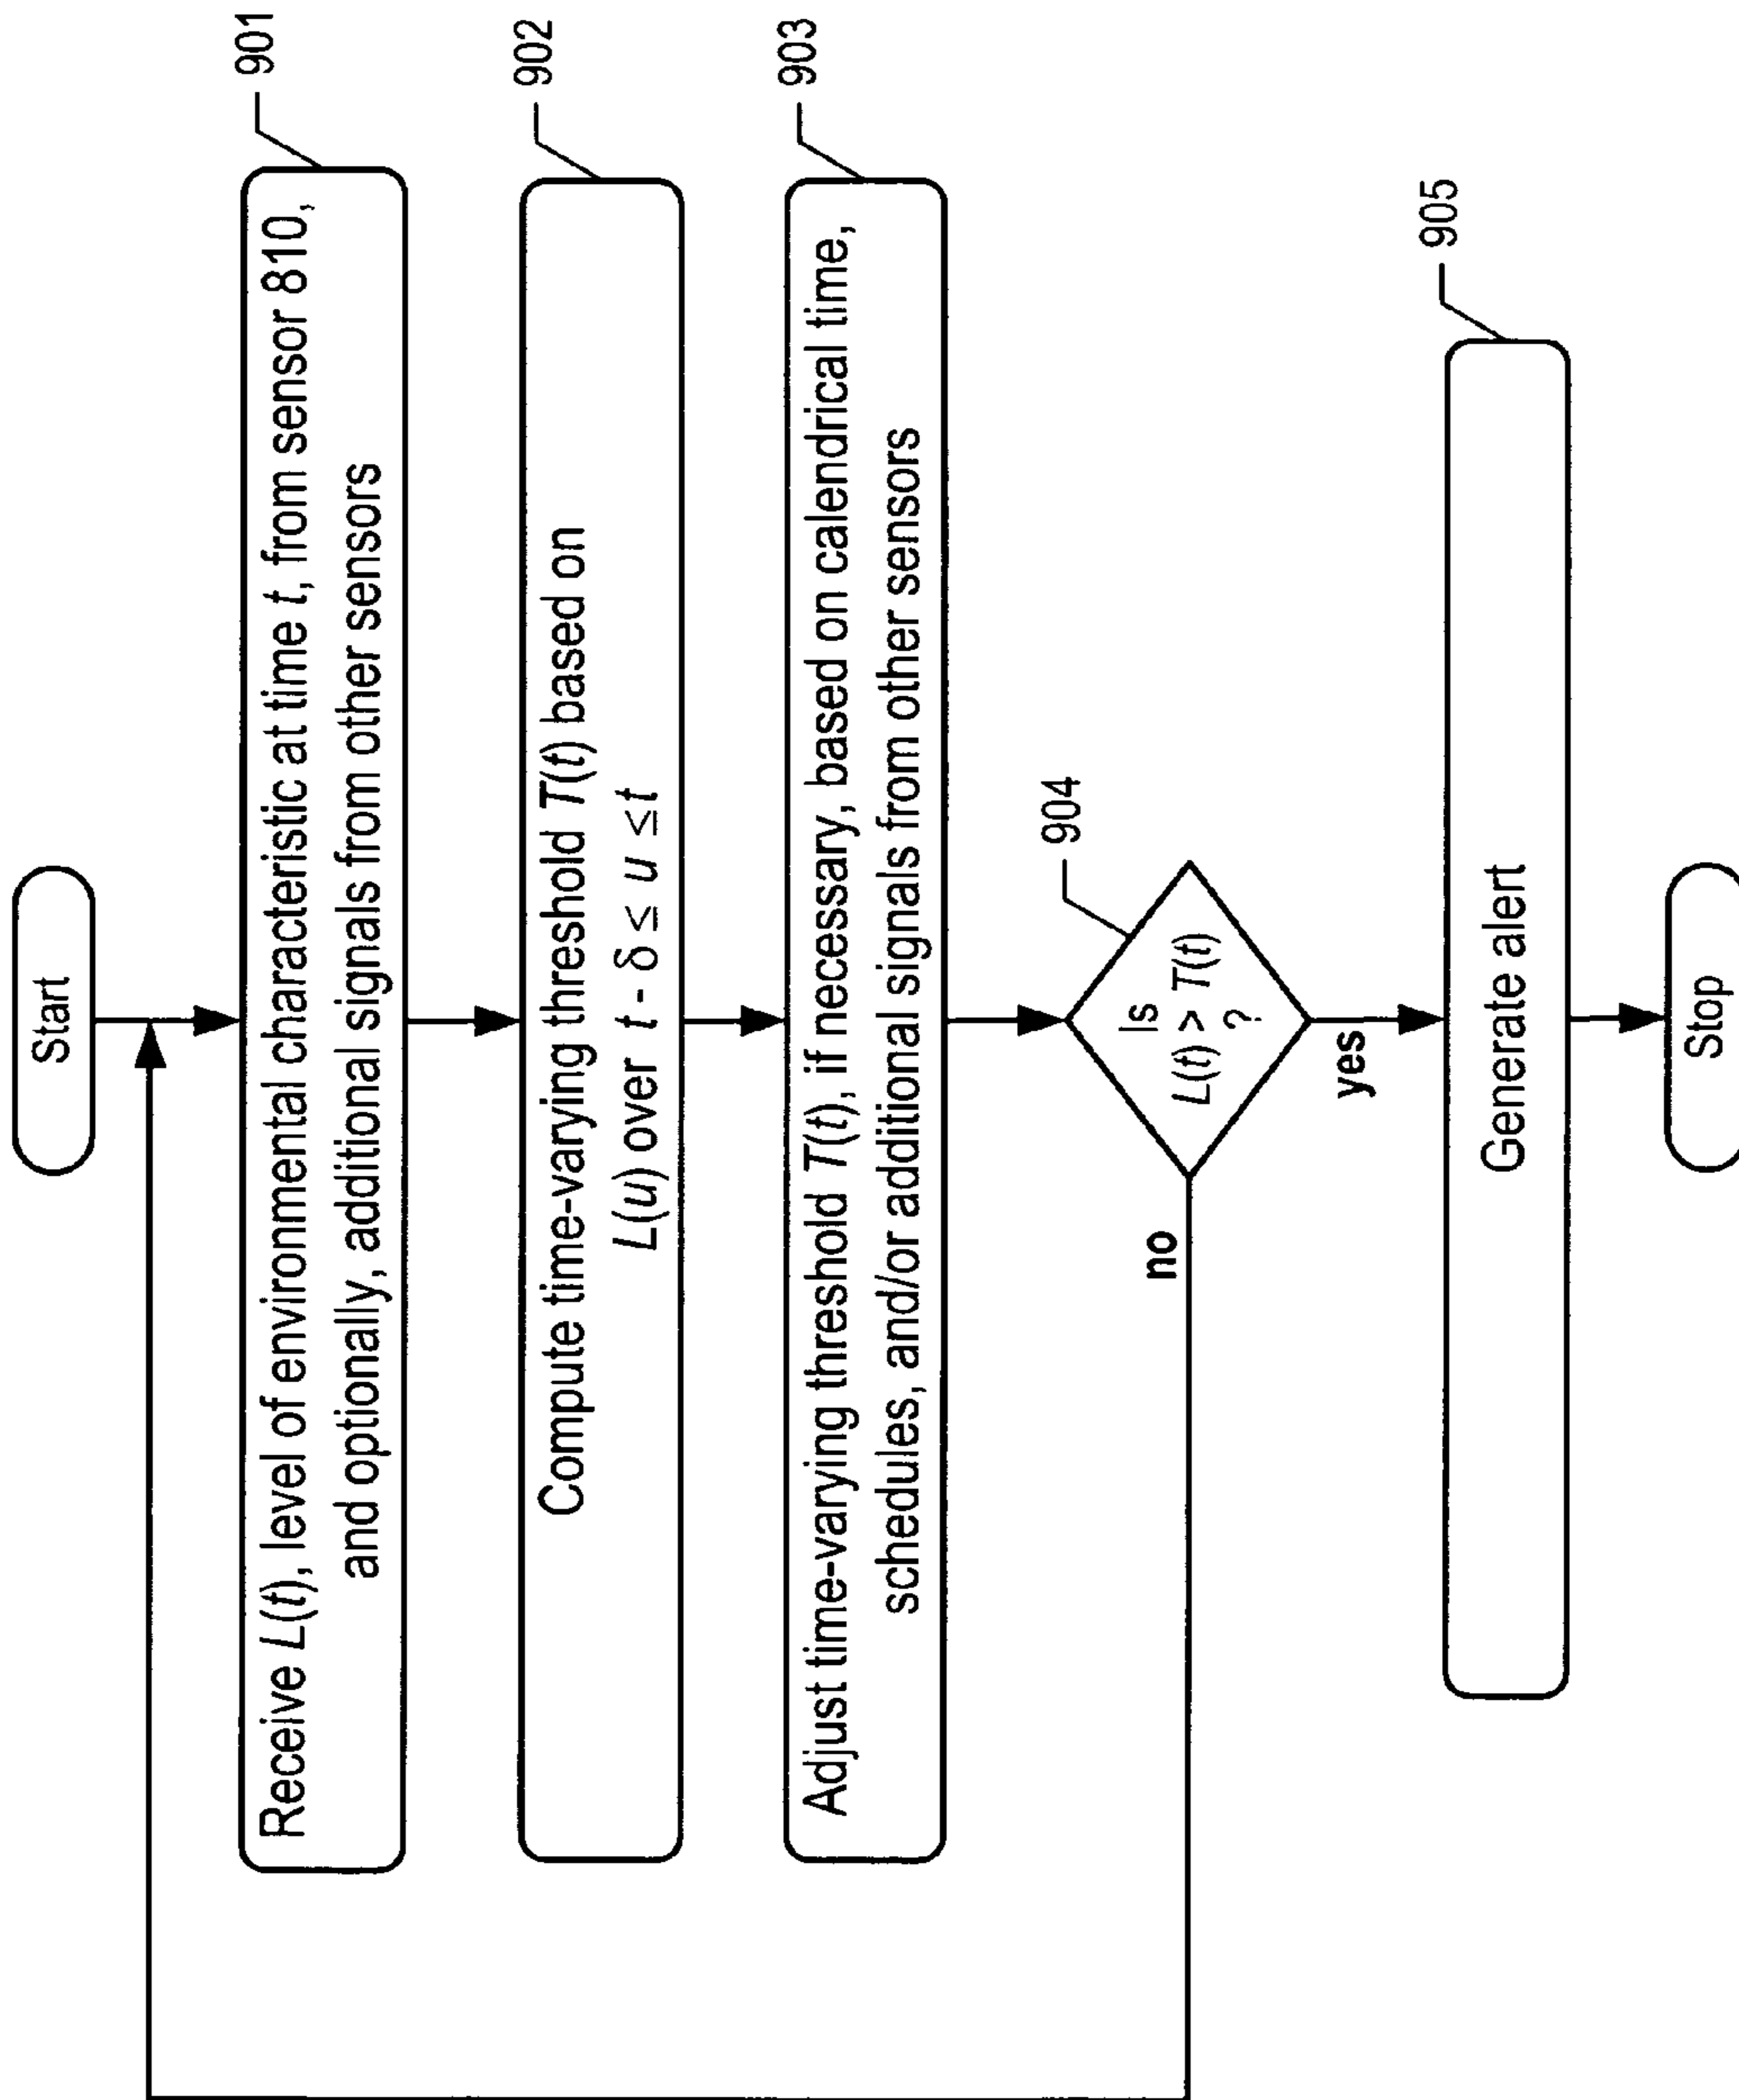 Start
901
Receive L(t), level of environmental characteristic at time t, from sensor 810,
and optionally, additional signals from other sensors
902
Compute time-varying threshold T(t) based on
L(u) over t - δ ≤ u ≤ t
903
Adjust time-varying threshold T(t), if necessary, based on calendrical time,
schedules, and/or additional signals from other sensors
904
Is
L(t) > T(t)
?
no
yes
905
Generate alert
Stop